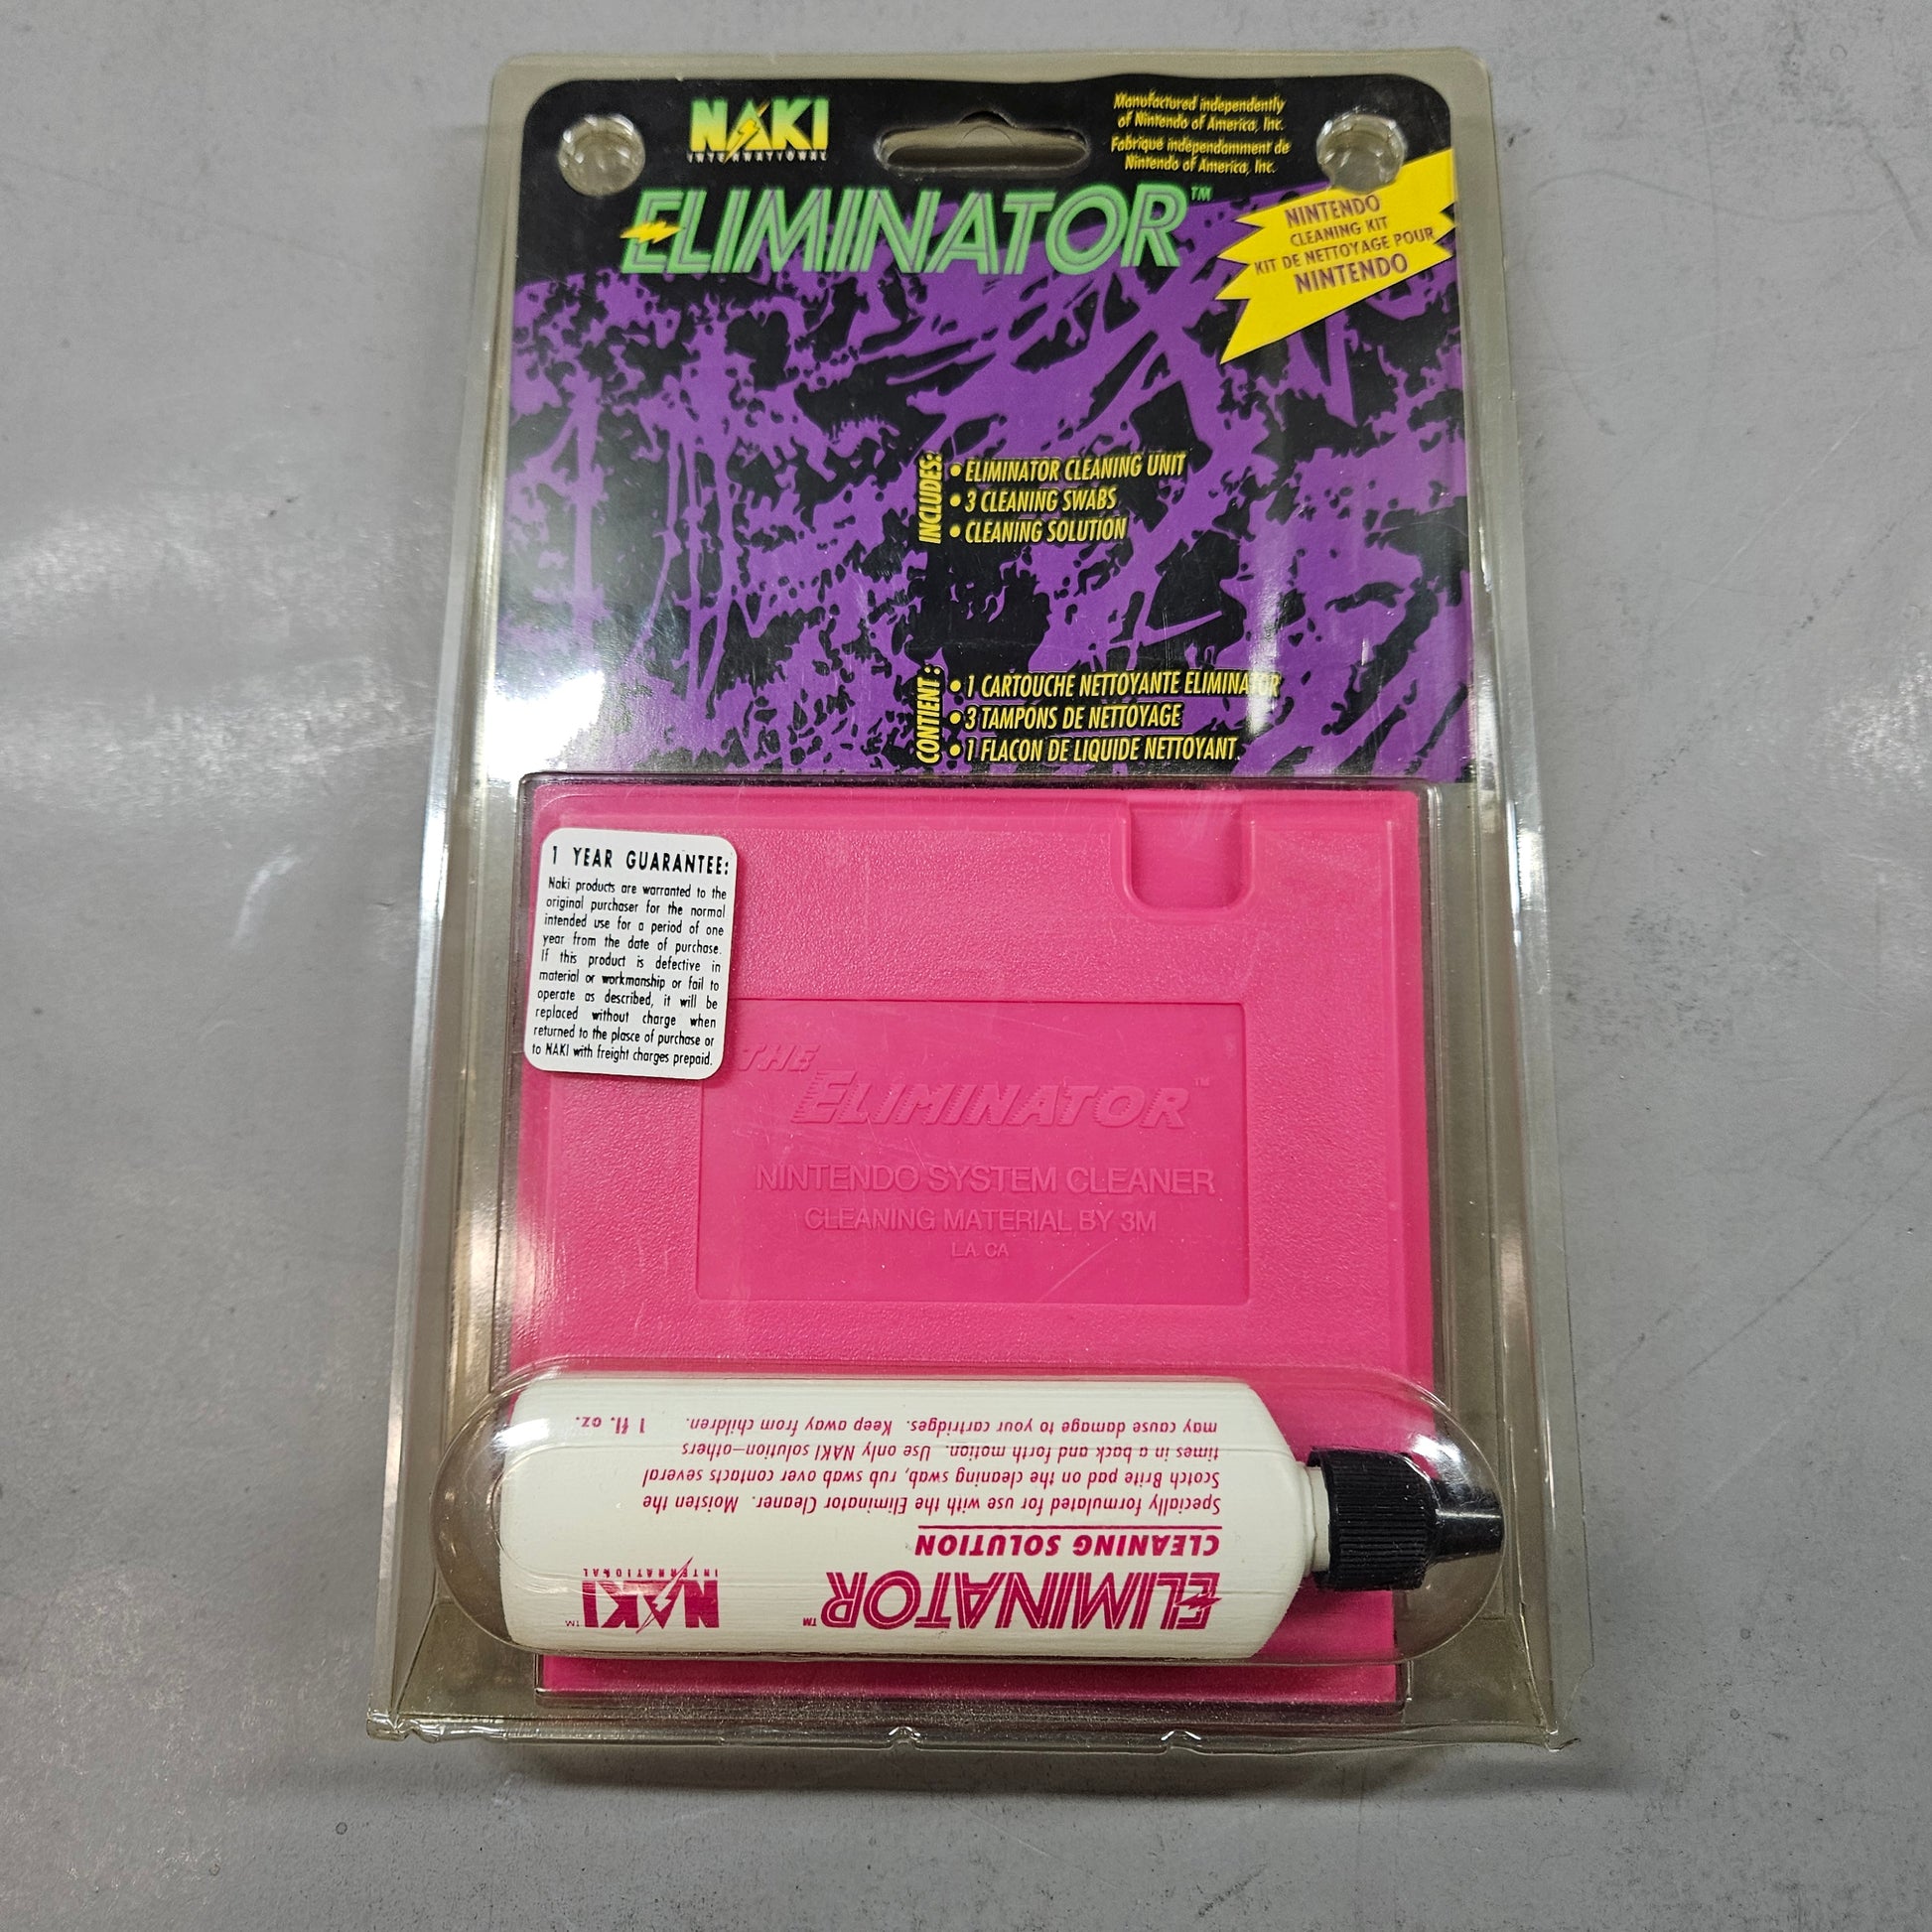 NAKI
INTERNATIONAL
Manufactured independently
of Nintendo of America, Inc.
Fabriqué indépendamment de
Nintendo of America, Inc.
ELIMINATOR™
NINTENDO
CLEANING KIT
KIT DE NETTOYAGE POUR
NINTENDO
INCLUDES:
• ELIMINATOR CLEANING UNIT
• 3 CLEANING SWABS
• CLEANING SOLUTION
CONTIENT :
• 1 CARTOUCHE NETTOYANTE ELIMINATOR
• 3 TAMPONS DE NETTOYAGE
• 1 FLACON DE LIQUIDE NETTOYANT
1 YEAR GUARANTEE:
Naki products are warranted to the
original purchaser for the normal
intended use for a period of one
year from the date of purchase.
If this product is defective in
material or workmanship or fail to
operate as described, it will be
replaced without charge when
returned to the plasce of purchase or
to NAKI with freight charges prepaid.
THE
ELIMINATOR™
NINTENDO SYSTEM CLEANER
CLEANING MATERIAL BY 3M
LA CA
ELIMINATOR™
NAKI™
INTERNATIONAL
CLEANING SOLUTION
Specially formulated for use with the Eliminator Cleaner. Moisten the
Scotch Brite pad on the cleaning swab, rub swab over contacts several
times in a back and forth motion. Use only NAKI solution—others
may cause damage to your cartridges. Keep away from children. 1 fl. oz.